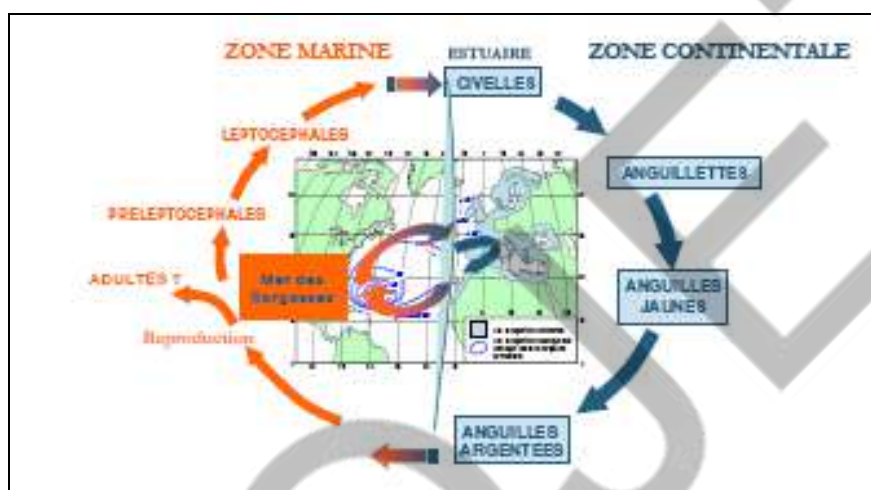 ZONE MARINE
ESTUAIRE
ZONE CONTINENTALE
CIVELLES
LEPTOCEPHALES
ANGUILLETTES
PRELEPTOCEPHALES
ADULTES ?
Mer des
Sargasses
ANGUILLES
JAUNES
Reproduction
ANGUILLES
ARGENTEES